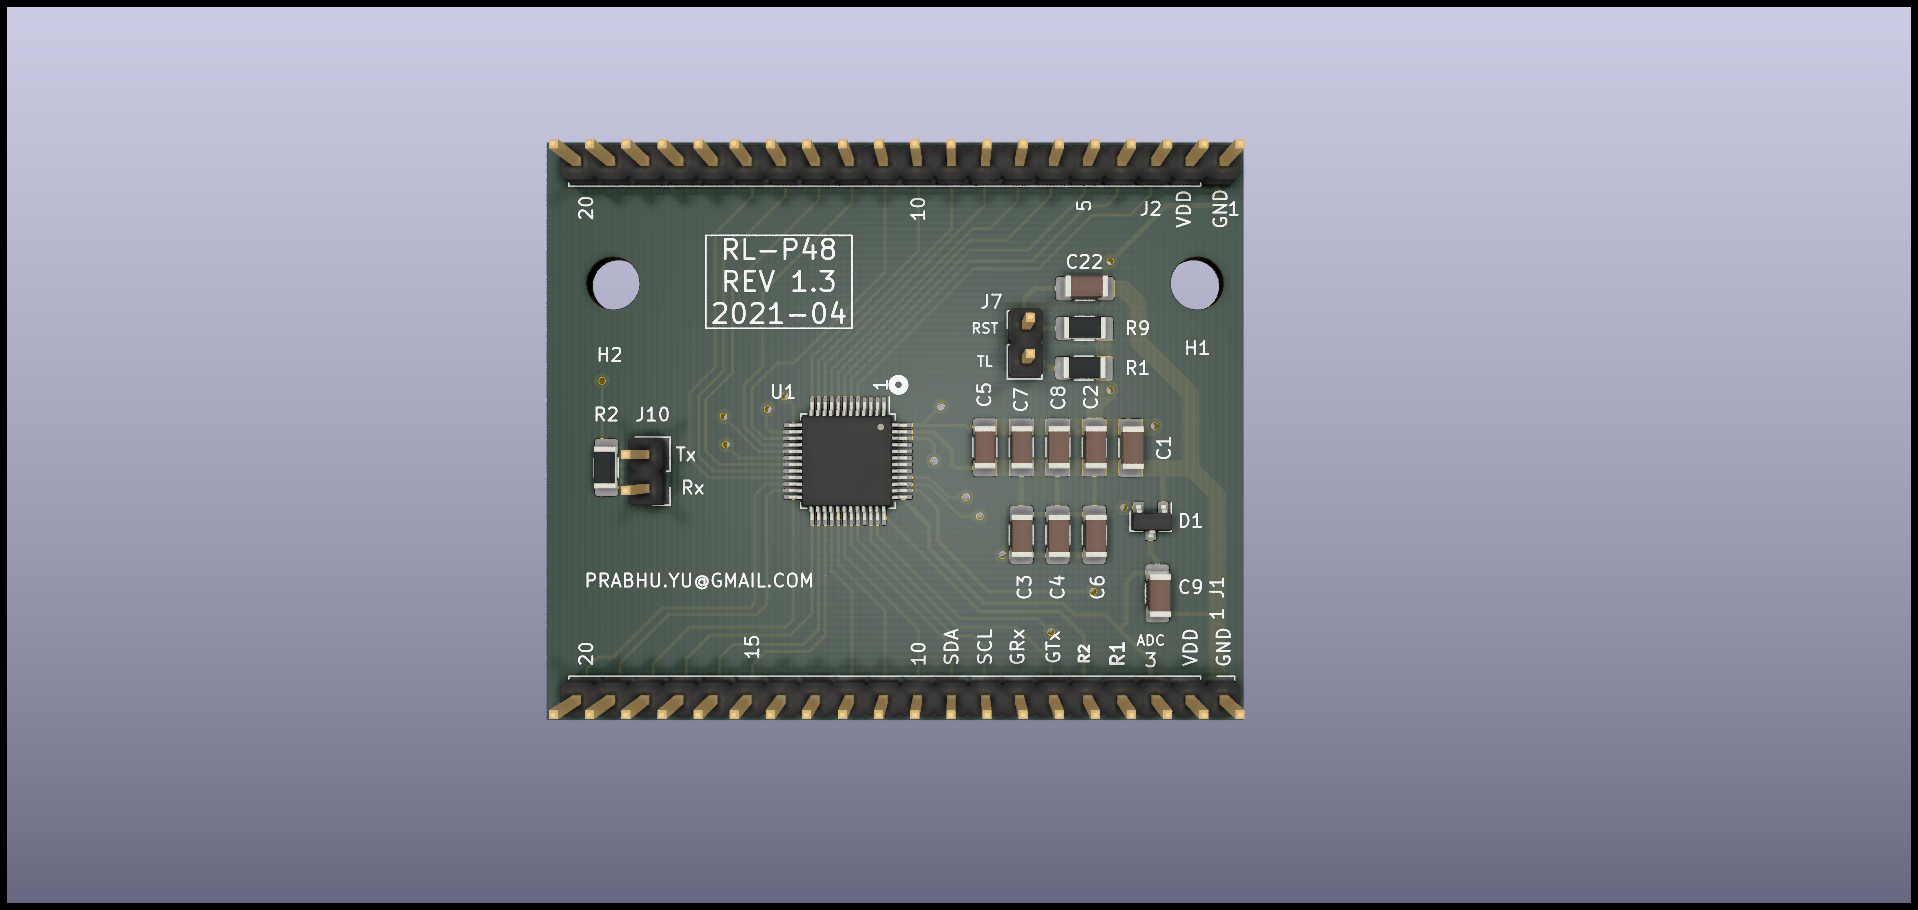 20
10
5
J2
VDD
GND
1
RL-P48
REV 1.3
2021-04
C22
J7
RST
R9
TL
R1
H1
H2
C5
C7
C8
C2
U1
1
R2
J10
C1
Tx
Rx
D1
PRABHU.YU@GMAIL.COM
C3
C4
C6
C9
J1
1
20
15
10
SDA
SCL
GRx
GTx
R2
R1
ADC
3
VDD
GND